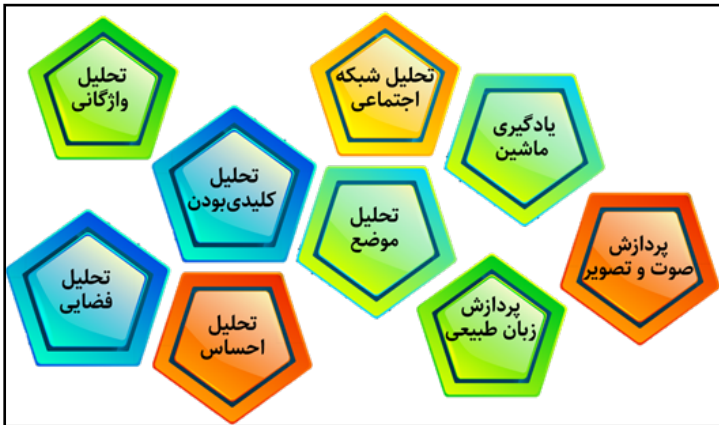 تحلیل شبکه
اجتماعی
تحلیل
واژگانی
یادگیری
ماشین
تحلیل
کلیدی‌بودن
تحلیل
موضع
پردازش
صوت و تصویر
تحلیل
فضایی
تحلیل
احساس
پردازش
زبان طبیعی